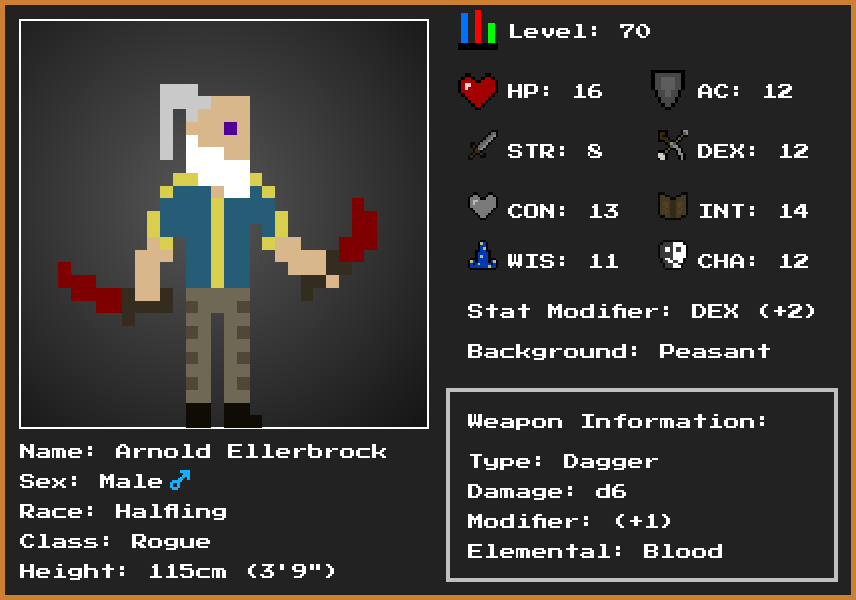 Level: 70
HP: 16
AC: 12
STR: 8
DEX: 12
CON: 13
INT: 14
WIS: 11
CHA: 12
Stat Modifier: DEX (+2)
Background: Peasant
Weapon Information:
Type: Dagger
Damage: d6
Modifier: (+1)
Elemental: Blood
Name: Arnold Ellerbrock
Sex: Male♂
Race: Halfling
Class: Rogue
Height: 115cm (3'9")